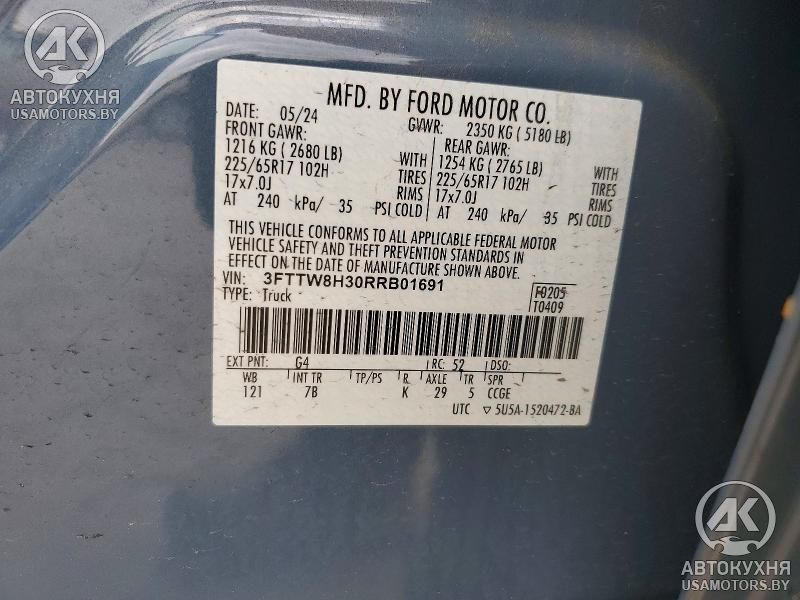 AK
АВТОКУХНЯ
USAMOTORS.BY
MFD. BY FORD MOTOR CO.
DATE: 05/24 GVWR: 2350 KG ( 5180 LB)
FRONT GAWR: REAR GAWR:
1216 KG ( 2680 LB) WITH 1254 KG ( 2765 LB) WITH
225/65R17 102H TIRES 225/65R17 102H TIRES
17x7.0J RIMS 17x7.0J RIMS
AT 240 kPa/ 35 PSI COLD AT 240 kPa/ 35 PSI COLD
THIS VEHICLE CONFORMS TO ALL APPLICABLE FEDERAL MOTOR
VEHICLE SAFETY AND THEFT PREVENTION STANDARDS IN
EFFECT ON THE DATE OF MANUFACTURE SHOWN ABOVE.
VIN: 3FTTW8H30RRB01691 F0205
TYPE: Truck T0409
EXT PNT: G4 RC: 52 DSO:
WB INT TR TP/PS R AXLE TR SPR
121 7B K 29 5 CCGE
UTC ▽ 5U5A-1520472-BA
AK
АВТОКУХНЯ
USAMOTORS.BY